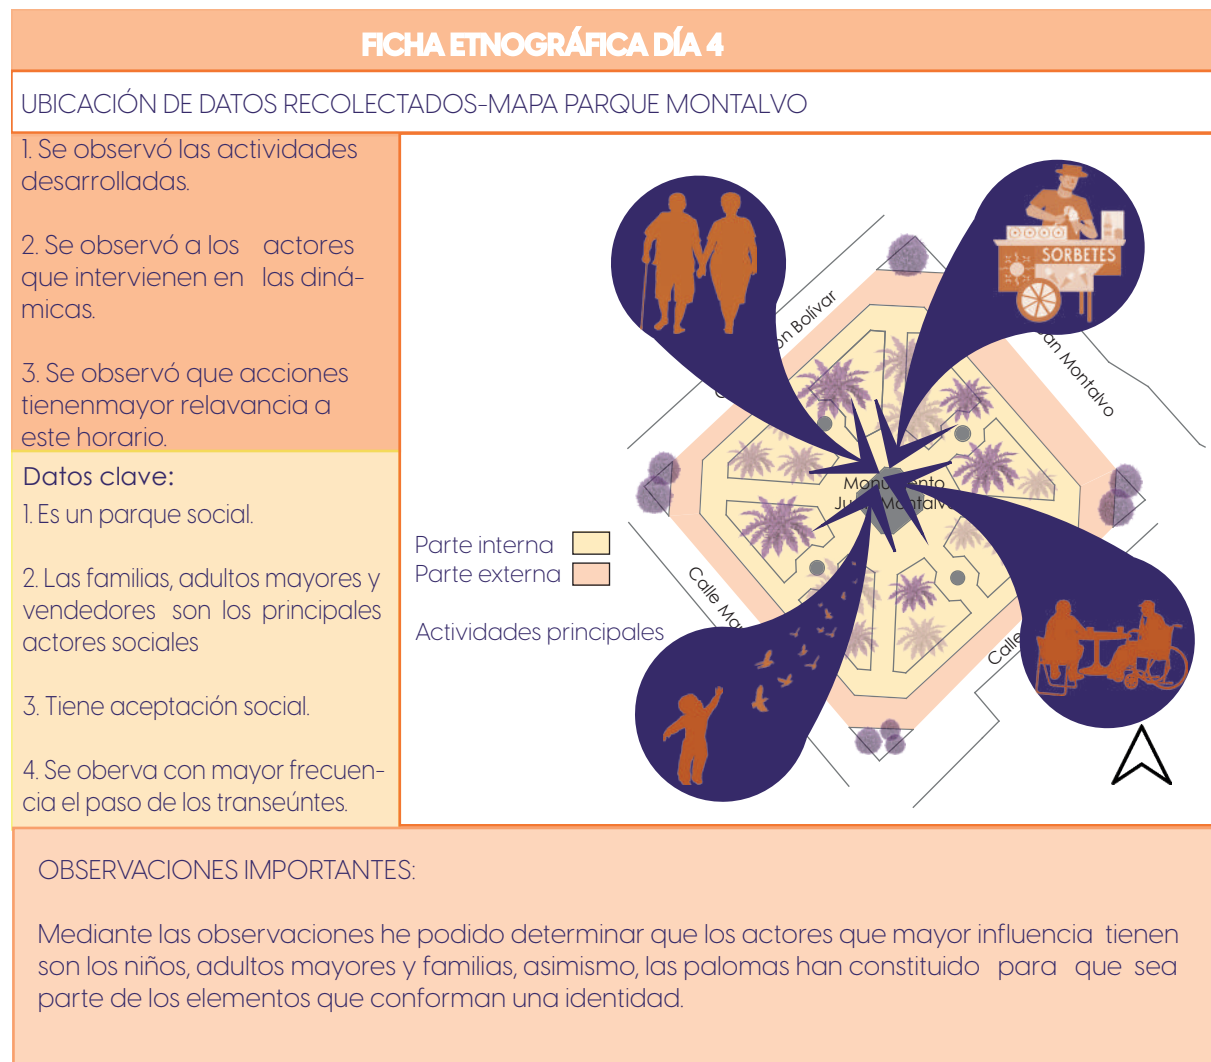 FICHA ETNOGRÁFICA DÍA 4
UBICACIÓN DE DATOS RECOLECTADOS-MAPA PARQUE MONTALVO
1. Se observó las actividades
desarrolladas.
2. Se observó a los actores
que intervienen en las diná-
micas.
3. Se observó que acciones
tienenmayor relavancia a
este horario.
Datos clave:
1. Es un parque social.
2. Las familias, adultos mayores y
vendedores son los principales
actores sociales
3. Tiene aceptación social.
4. Se oberva con mayor frecuen-
cia el paso de los transeúntes.
SORBETES
Bolívar
Montalvo
Monumento
Parte interna
Parte externa
Actividades principales
Calle
Calle
OBSERVACIONES IMPORTANTES:
Mediante las observaciones he podido determinar que los actores que mayor influencia tienen
son los niños, adultos mayores y familias, asimismo, las palomas han constituido para que sea
parte de los elementos que conforman una identidad.